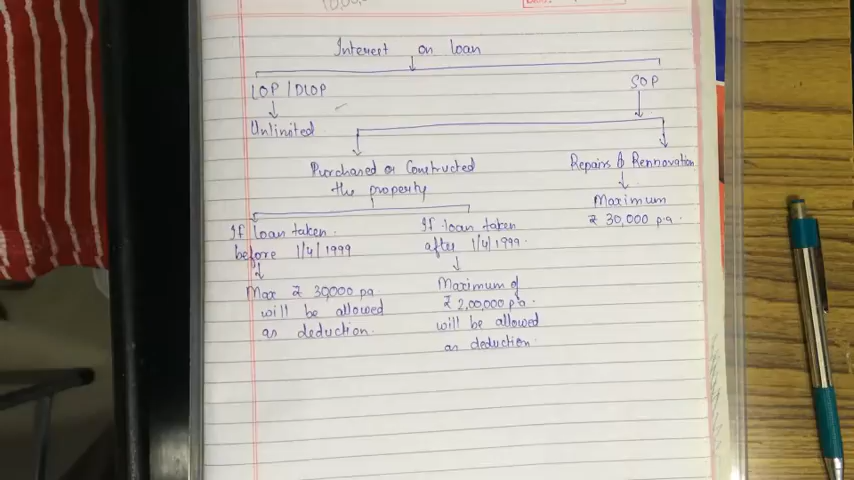 Interest on loan
LOP / DLOP
SOP
Unlimited
Purchased or Constructed
the property
Repairs & Rennovation
Maximum
₹ 30,000 p.a.
If loan taken
before 1/4/1999
If loan taken
after 1/4/1999.
Max ₹ 30,000 pa
will be allowed
as deduction.
Maximum of
₹ 2,00,000 p.a.
will be allowed
as deduction.